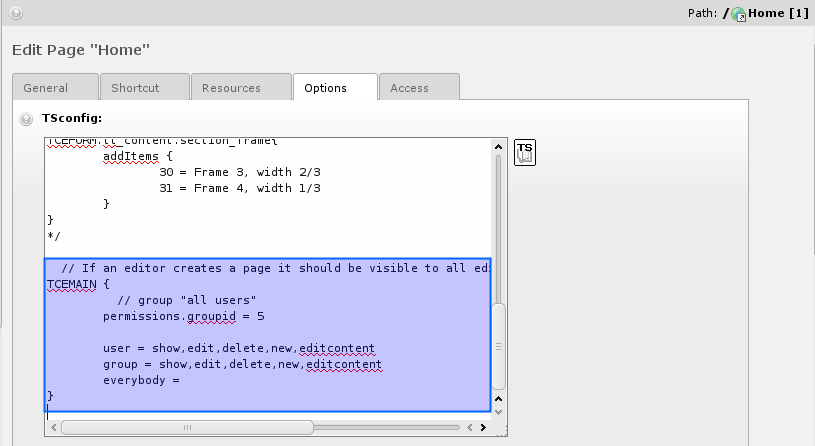 Path: / Home [1]
Edit Page "Home"
General Shortcut Resources Options Access
TSconfig:
TS
TCEFORM.tt_content.section_frame{
addItems {
30 = Frame 3, width 2/3
31 = Frame 4, width 1/3
}
}
*/
// If an editor creates a page it should be visible to all edi
TCEMAIN {
// group "all users"
permissions.groupid = 5
user = show,edit,delete,new,editcontent
group = show,edit,delete,new,editcontent
everybody =
}